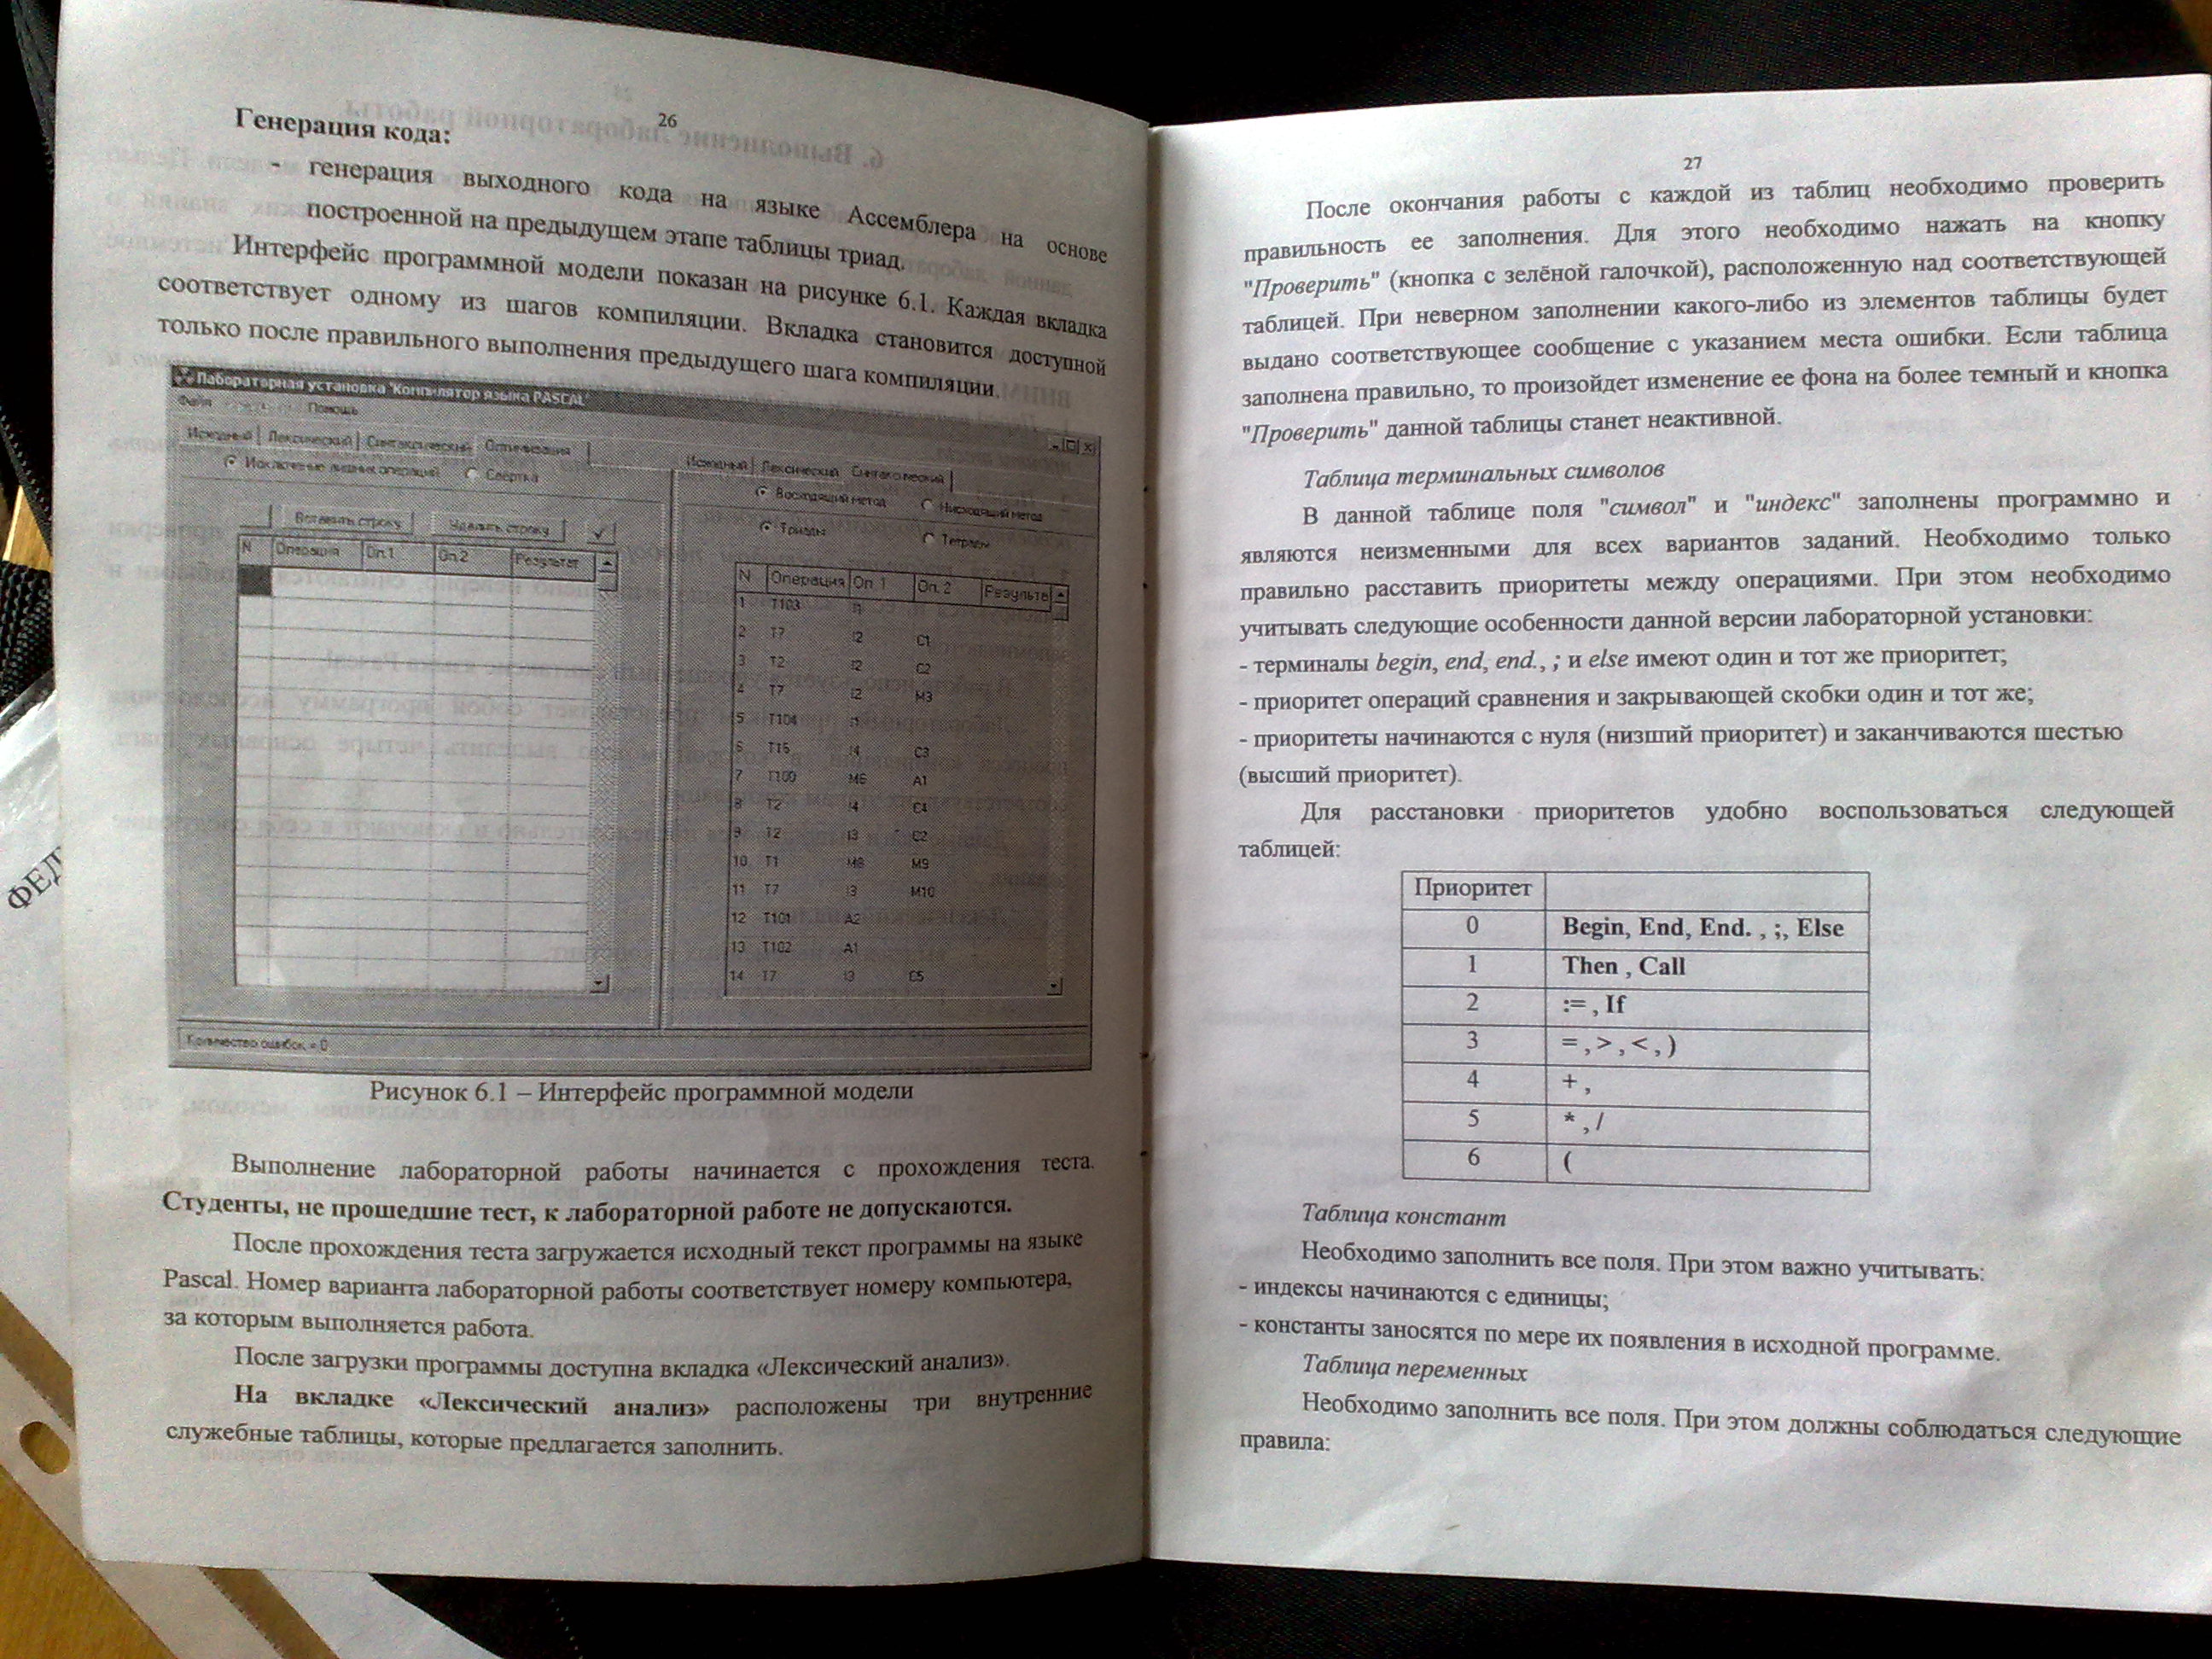 26
Генерация кода:
- генерация выходного кода на языке Ассемблера на основе
построенной на предыдущем этапе таблицы триад.
Интерфейс программной модели показан на рисунке 6.1. Каждая вкладка
соответствует одному из шагов компиляции. Вкладка становится доступной
только после правильного выполнения предыдущего шага компиляции.
Лабораторная установка "Компилятор языка PASCAL"
Файл Помощь
Исходный Лексический Синтаксический Оптимизация
Исключение лишних операций Свёртка
Вставить строку Удалить строку
N Операция Оп.1 Оп.2 Результат
Исходный Лексический Синтаксический
Восходящий метод Нисходящий метод
Триады Тетрады
N Операция Оп. 1 Оп. 2 Результа
1 T103 I1
2 T7 I2 C1
3 T2 I2 C2
4 T7 I2 M3
5 T104 I1
6 T15 I4 C3
7 T100 M6 A1
8 T2 I4 C4
9 T2 I3 C2
10 T1 M8 M9
11 T7 I3 M10
12 T101 A2
13 T102 A1
14 T7 I3 C5
Количество ошибок = 0
Рисунок 6.1 – Интерфейс программной модели
Выполнение лабораторной работы начинается с прохождения теста.
Студенты, не прошедшие тест, к лабораторной работе не допускаются.
После прохождения теста загружается исходный текст программы на языке
Pascal. Номер варианта лабораторной работы соответствует номеру компьютера,
за которым выполняется работа.
После загрузки программы доступна вкладка «Лексический анализ».
На вкладке «Лексический анализ» расположены три внутренние
служебные таблицы, которые предлагается заполнить.
ФЕД
27
После окончания работы с каждой из таблиц необходимо проверить
правильность ее заполнения. Для этого необходимо нажать на кнопку
"Проверить" (кнопка с зелёной галочкой), расположенную над соответствующей
таблицей. При неверном заполнении какого-либо из элементов таблицы будет
выдано соответствующее сообщение с указанием места ошибки. Если таблица
заполнена правильно, то произойдет изменение ее фона на более темный и кнопка
"Проверить" данной таблицы станет неактивной.
Таблица терминальных символов
В данной таблице поля "символ" и "индекс" заполнены программно и
являются неизменными для всех вариантов заданий. Необходимо только
правильно расставить приоритеты между операциями. При этом необходимо
учитывать следующие особенности данной версии лабораторной установки:
- терминалы begin, end, end., ; и else имеют один и тот же приоритет;
- приоритет операций сравнения и закрывающей скобки один и тот же;
- приоритеты начинаются с нуля (низший приоритет) и заканчиваются шестью
(высший приоритет).
Для расстановки приоритетов удобно воспользоваться следующей
таблицей:
Приоритет
0 Begin, End, End. , ;, Else
1 Then , Call
2 := , If
3 = , > , < , )
4 + ,
5 * , /
6 (
Таблица констант
Необходимо заполнить все поля. При этом важно учитывать:
- индексы начинаются с единицы;
- константы заносятся по мере их появления в исходной программе.
Таблица переменных
Необходимо заполнить все поля. При этом должны соблюдаться следующие
правила: